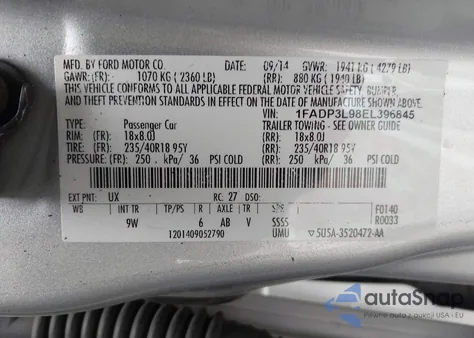 MFD. BY FORD MOTOR CO. DATE: 09/14 GVWR: 1941 KG ( 4279 LB)
GAWR: (FR): 1070 KG ( 2360 LB) (RR): 880 KG ( 1940 LB)
THIS VEHICLE CONFORMS TO ALL APPLICABLE FEDERAL MOTOR VEHICLE SAFETY, BUMPER,
AND THEFT PREVENTION STANDARDS IN EFFECT ON THE DATE OF MANUFACTURE SHOWN ABOVE.
VIN: 1FADP3L98EL396845
TYPE: Passenger Car TRAILER TOWING - SEE OWNER GUIDE
RIM: (FR): 18x8.0J (RR): 18x8.0J
TIRE: (FR): 235/40R18 95Y (RR): 235/40R18 95Y
PRESSURE: (FR): 250 kPa/ 36 PSI COLD (RR): 250 kPa/ 36 PSI COLD
EXT PNT: UX RC: 27 DSO:
WB INT TR TP/PS R AXLE TR SPR F0140
9W 6 AB V SSSS R0033
1201409052790 UMU 5U5A-3520472-AA
autoSnap